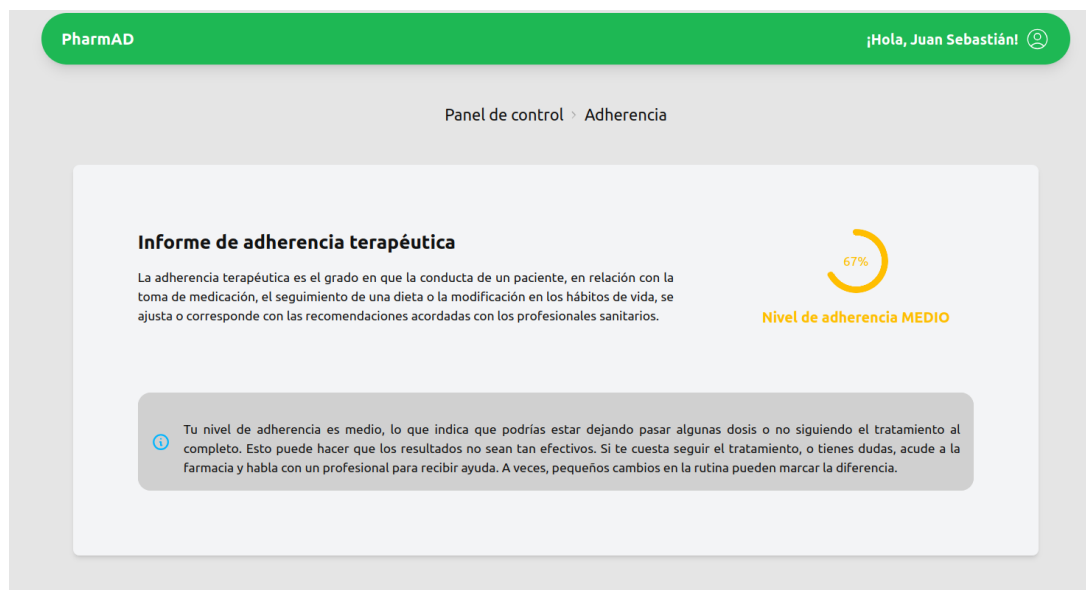 PharmAD
¡Hola, Juan Sebastián!
Panel de control > Adherencia
Informe de adherencia terapéutica
La adherencia terapéutica es el grado en que la conducta de un paciente, en relación con la
toma de medicación, el seguimiento de una dieta o la modificación en los hábitos de vida, se
ajusta o corresponde con las recomendaciones acordadas con los profesionales sanitarios.
67%
Nivel de adherencia MEDIO
Tu nivel de adherencia es medio, lo que indica que podrías estar dejando pasar algunas dosis o no siguiendo el tratamiento al
completo. Esto puede hacer que los resultados no sean tan efectivos. Si te cuesta seguir el tratamiento, o tienes dudas, acude a la
farmacia y habla con un profesional para recibir ayuda. A veces, pequeños cambios en la rutina pueden marcar la diferencia.